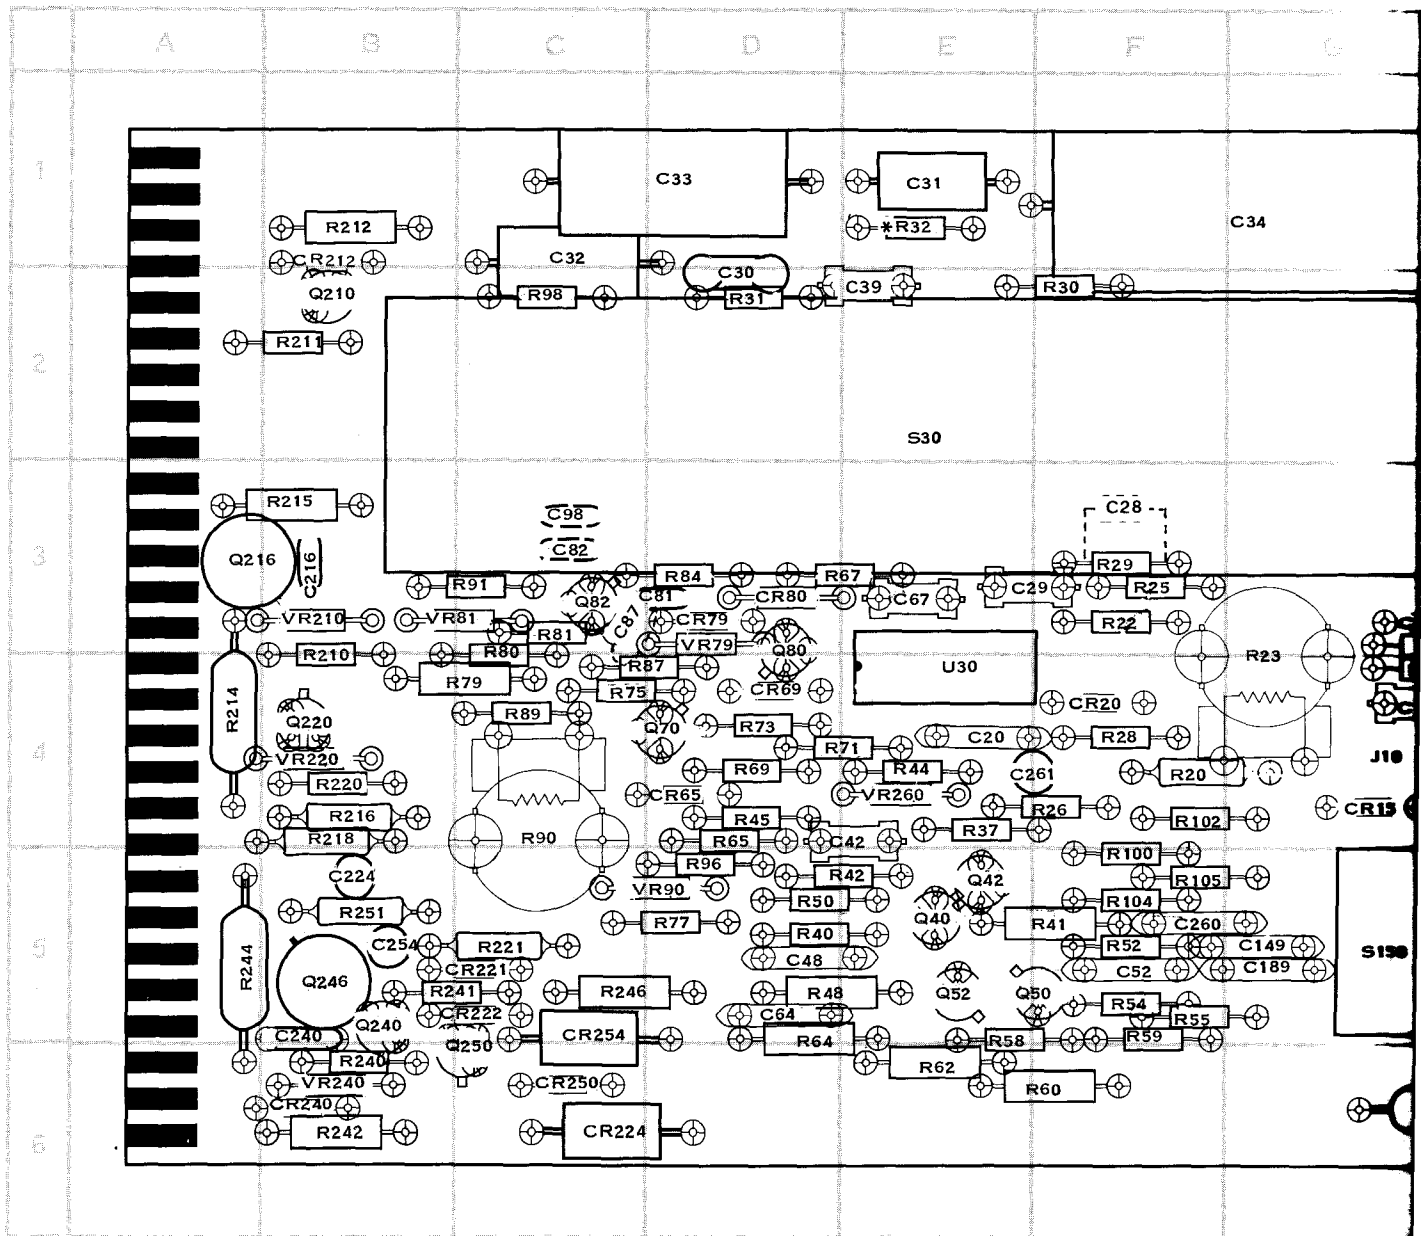 A B C D E F G
1
C33 C31
R212 *R32 C34
CR212 C32
C30 C39 R30
Q210 R98 R31
R211
2
S30
R215 C98 C28
C82
3 Q216 C216 R29
R91 R84 R67 C29 R25
Q82 C81 CR80 C67
VR210 VR81 C87 CR79 R22
R81
R210 R80 VR79 Q80 R23
R87 U30
R79 R75 CR69
R214 R89 CR20
Q220 Q70 R73 C20 R28
R71
4 VR220 J10
R220 R69 R44 C261 R20
CR65 VR260
R216 R26 CR15
R45 R102
R218 R90 R65 C42 R37
R96 R100
C224 R42 Q42 R105
VR90
R251 R50 Q40 R104
R77 R41 C260
5 C254 R221 R40 R52 C149 S150
R244 CR221 C48 C52 C189
Q246 R241 R246 R48 Q52 Q50
CR222 C64 R54 R55
C240 Q240 Q250 CR254 R64 R58 R59
R240 R62
VR240 CR250 R60
CR240
R242 CR224
6